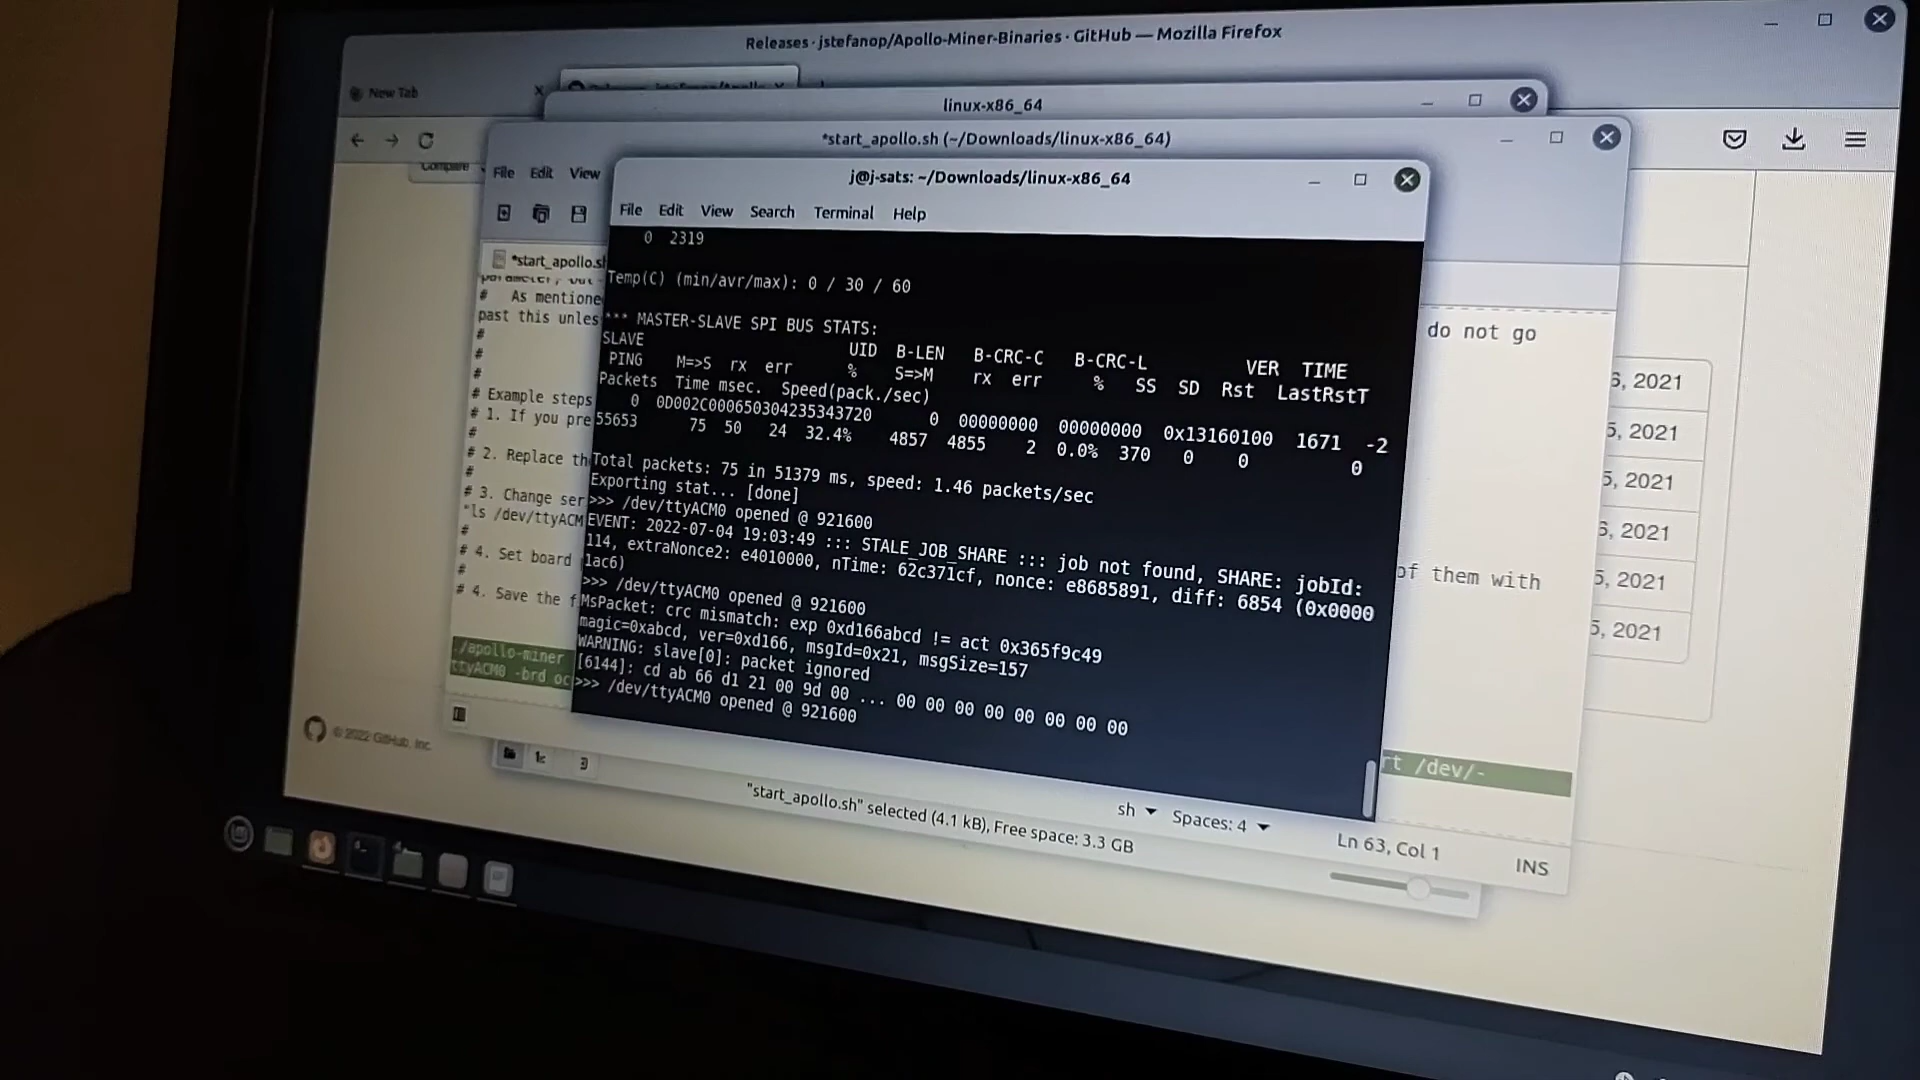 Releases · jstefanop/Apollo-Miner-Binaries · GitHub — Mozilla Firefox
New Tab
linux-x86_64
*start_apollo.sh (~/Downloads/linux-x86_64)
Compare
File Edit View
j@j-sats: ~/Downloads/linux-x86_64
File Edit View Search Terminal Help
*start_apollo.sh
0 2319
Temp(C) (min/avr/max): 0 / 30 / 60
*** MASTER-SLAVE SPI BUS STATS:
SLAVE UID B-LEN B-CRC-C B-CRC-L VER TIME
PING M=>S rx err % S=>M rx err % SS SD Rst LastRstT
Packets Time msec. Speed(pack./sec)
0 0D002C000650304235343720 0 00000000 00000000 0x13160100 1671 -2
55653 75 50 24 32.4% 4857 4855 2 0.0% 370 0 0 0
Total packets: 75 in 51379 ms, speed: 1.46 packets/sec
Exporting stat... [done]
>>> /dev/ttyACM0 opened @ 921600
EVENT: 2022-07-04 19:03:49 ::: STALE_JOB_SHARE ::: job not found, SHARE: jobId:
114, extraNonce2: e4010000, nTime: 62c371cf, nonce: e8685891, diff: 6854 (0x0000
1ac6)
>>> /dev/ttyACM0 opened @ 921600
MsPacket: crc mismatch: exp 0xd166abcd != act 0x365f9c49
magic=0xabcd, ver=0xd166, msgId=0x21, msgSize=157
WARNING: slave[0]: packet ignored
[6144]: cd ab 66 d1 21 00 9d 00 ... 00 00 00 00 00 00 00 00
>>> /dev/ttyACM0 opened @ 921600
# As mentione
past this unles
#
#
#
# Example steps
# 1. If you pre
#
# 2. Replace th
#
# 3. Change ser
"ls /dev/ttyACM
#
# 4. Set board
#
# 4. Save the f
./apollo-miner
ttyACM0 -brd_oc
do not go
of them with
rt /dev/-
6, 2021
5, 2021
5, 2021
6, 2021
5, 2021
5, 2021
© 2022 GitHub, Inc.
"start_apollo.sh" selected (4.1 kB), Free space: 3.3 GB
sh Spaces: 4 Ln 63, Col 1 INS